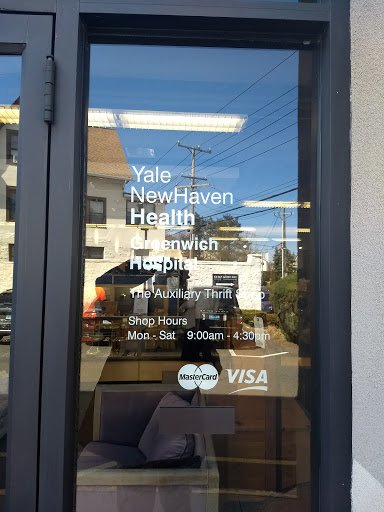 Yale
NewHaven
Health
Greenwich
Hospital
The Auxiliary Thrift Shop
Shop Hours
Mon - Sat 9:00am - 4:30pm
MasterCard
VISA